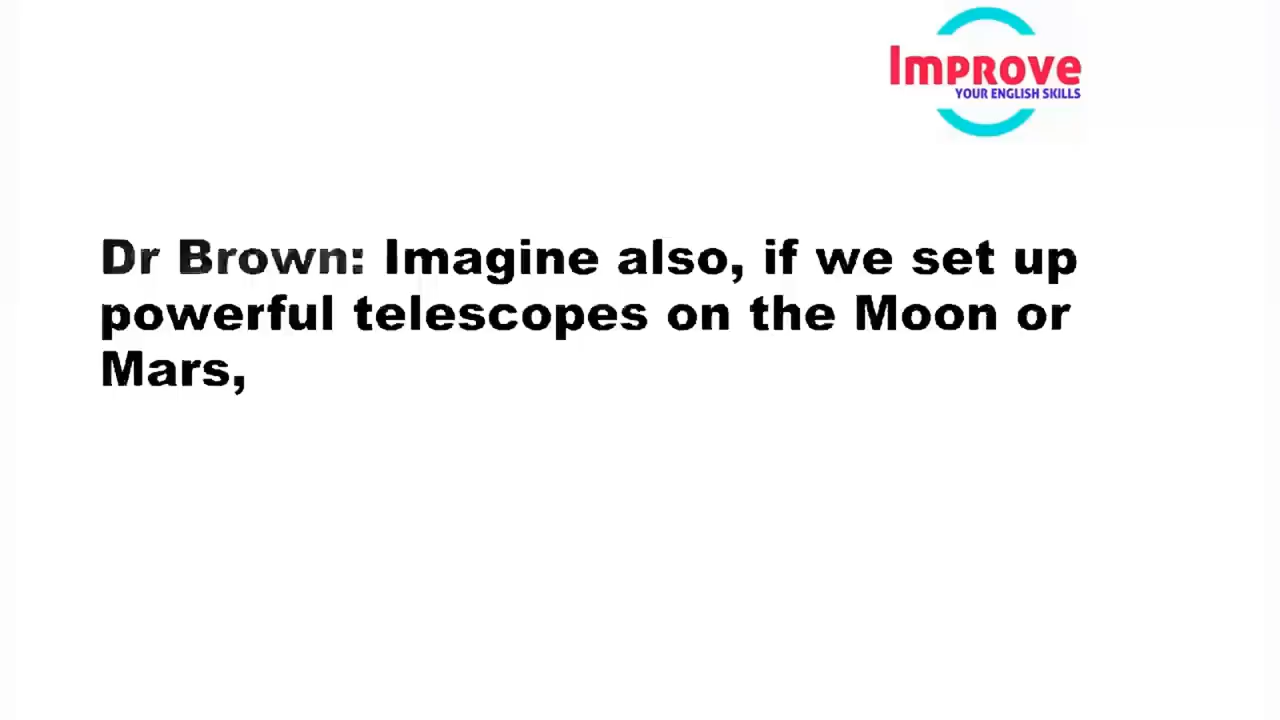 Improve
YOUR ENGLISH SKILLS
Dr Brown: Imagine also, if we set up
powerful telescopes on the Moon or
Mars,